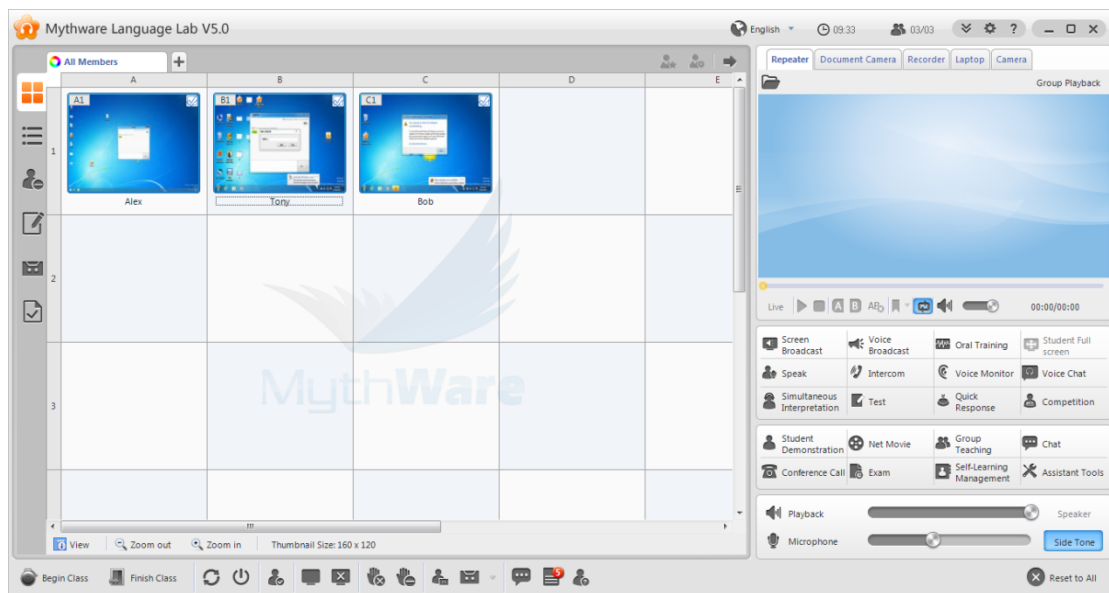 Mythware Language Lab V5.0
English
09:33
03/03
All Members
A B C D E
1
A1 B1 C1
Alex Tony Bob
2
3
MythWare
View Zoom out Zoom in Thumbnail Size: 160 x 120
Repeater Document Camera Recorder Laptop Camera
Group Playback
Live A B AB 00:00/00:00
Screen Broadcast
Voice Broadcast
Oral Training
Student Full screen
Speak
Intercom
Voice Monitor
Voice Chat
Simultaneous Interpretation
Test
Quick Response
Competition
Student Demonstration
Net Movie
Group Teaching
Chat
Conference Call
Exam
Self-Learning Management
Assistant Tools
Playback
Speaker
Microphone
Side Tone
Begin Class
Finish Class
5
Reset to All